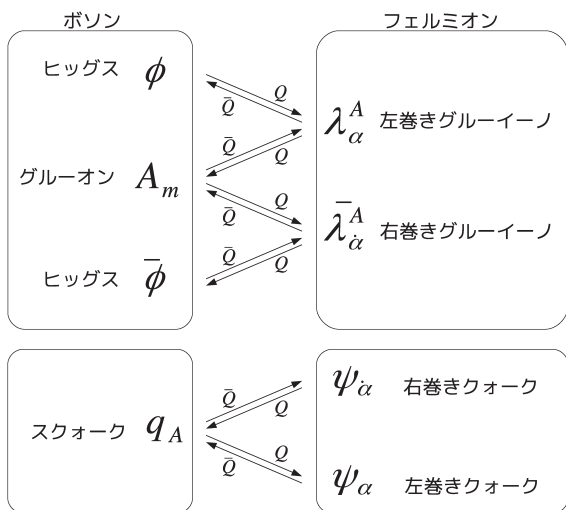 ボソン フェルミオン
ヒッグス ϕ
Q
Q̄
λ_α^A 左巻きグルーイーノ
Q̄
Q
グルーオン A_m
Q
Q̄
λ̄_α̇^A 右巻きグルーイーノ
Q̄
Q
ヒッグス ϕ̄
ψ_α̇ 右巻きクォーク
Q̄
Q
スクォーク q_A
Q
Q̄
ψ_α 左巻きクォーク